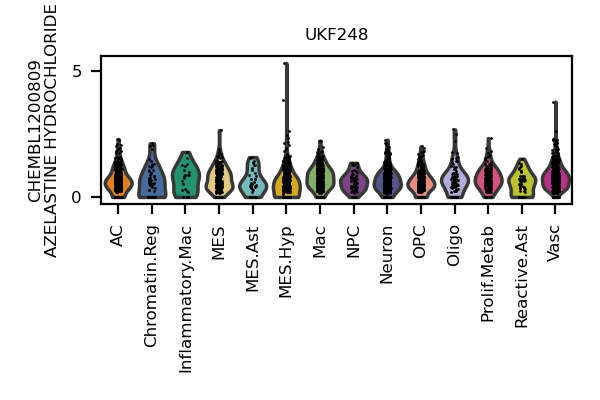 UKF248
CHEMBL1200809
AZELASTINE HYDROCHLORIDE
5
0
AC
Chromatin.Reg
Inflammatory.Mac
MES
MES.Ast
MES.Hyp
Mac
NPC
Neuron
OPC
Oligo
Prolif.Metab
Reactive.Ast
Vasc